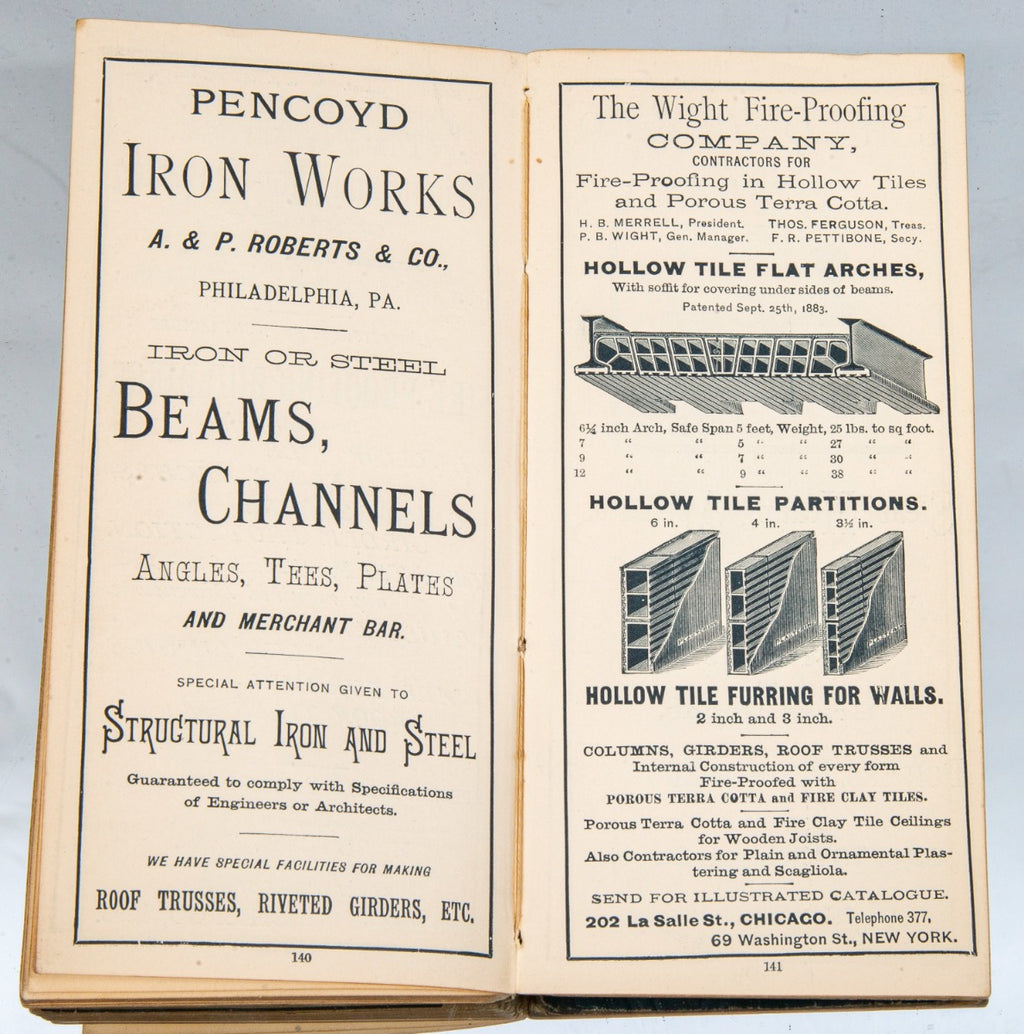 PENCOYD
IRON WORKS
A. & P. ROBERTS & CO.,
PHILADELPHIA, PA.
IRON OR STEEL
BEAMS,
CHANNELS
ANGLES, TEES, PLATES
AND MERCHANT BAR.
SPECIAL ATTENTION GIVEN TO
STRUCTURAL IRON AND STEEL
Guaranteed to comply with Specifications
of Engineers or Architects.
WE HAVE SPECIAL FACILITIES FOR MAKING
ROOF TRUSSES, RIVETED GIRDERS, ETC.
140
The Wight Fire-Proofing
COMPANY,
CONTRACTORS FOR
Fire-Proofing in Hollow Tiles
and Porous Terra Cotta.
H. B. MERRELL, President. THOS. FERGUSON, Treas.
P. B. WIGHT, Gen. Manager. F. R. PETTIBONE, Secy.
HOLLOW TILE FLAT ARCHES,
With soffit for covering under sides of beams.
Patented Sept. 25th, 1883.
6½ inch Arch, Safe Span 5 feet, Weight, 25 lbs. to sq foot.
7 “ “ 5 “ “ 27 “ “
9 “ “ 7 “ “ 30 “ “
12 “ “ 9 “ “ 38 “ “
HOLLOW TILE PARTITIONS.
6 in. 4 in. 3½ in.
HOLLOW TILE FURRING FOR WALLS.
2 inch and 3 inch.
COLUMNS, GIRDERS, ROOF TRUSSES and
Internal Construction of every form
Fire-Proofed with
POROUS TERRA COTTA and FIRE CLAY TILES.
Porous Terra Cotta and Fire Clay Tile Ceilings
for Wooden Joists.
Also Contractors for Plain and Ornamental Plas-
tering and Scagliola.
SEND FOR ILLUSTRATED CATALOGUE.
202 La Salle St., CHICAGO. Telephone 377,
69 Washington St., NEW YORK.
141